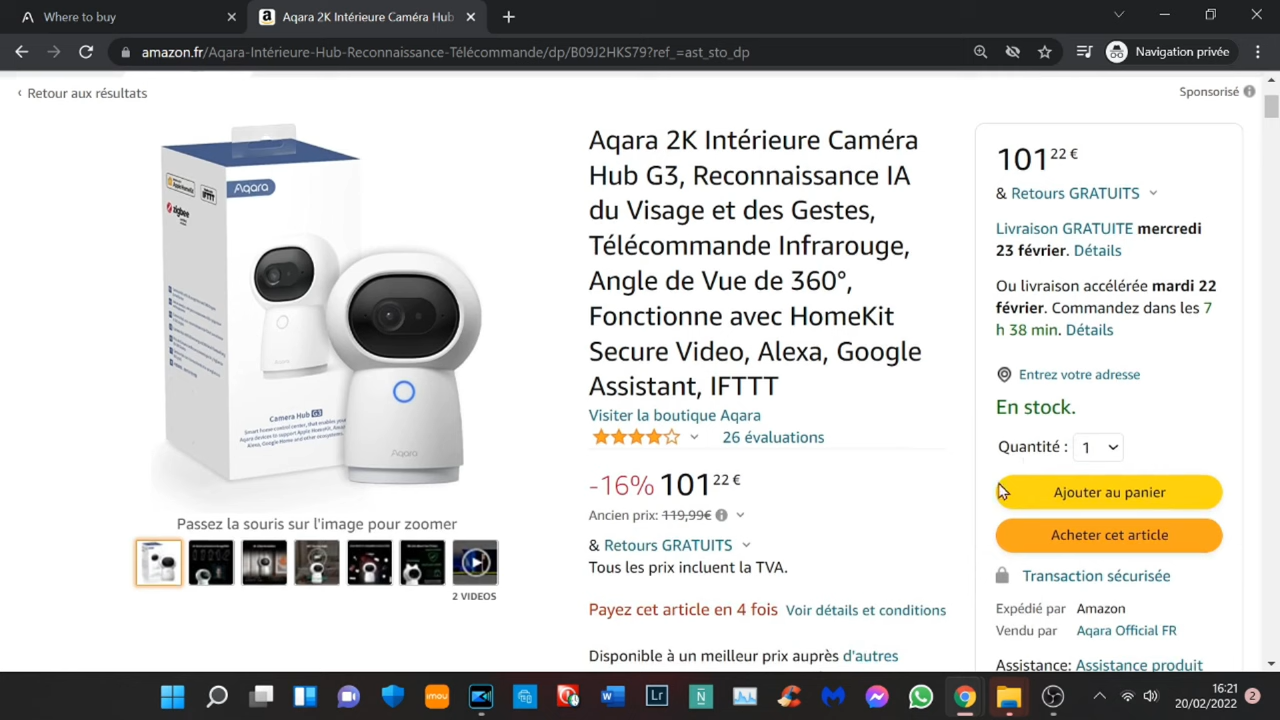 Where to buy
Aqara 2K Intérieure Caméra Hub
amazon.fr/Aqara-Intérieure-Hub-Reconnaissance-Télécommande/dp/B09J2HKS79?ref_=ast_sto_dp
Navigation privée
‹ Retour aux résultats
Sponsorisé
Aqara
zigbee
Camera Hub G3
Aqara
Passez la souris sur l'image pour zoomer
2 VIDEOS
Aqara 2K Intérieure Caméra
Hub G3, Reconnaissance IA
du Visage et des Gestes,
Télécommande Infrarouge,
Angle de Vue de 360°,
Fonctionne avec HomeKit
Secure Video, Alexa, Google
Assistant, IFTTT
Visiter la boutique Aqara
26 évaluations
-16% 101 22 €
Ancien prix: 119,99€
& Retours GRATUITS
Tous les prix incluent la TVA.
Payez cet article en 4 fois Voir détails et conditions
Disponible à un meilleur prix auprès d'autres
101 22 €
& Retours GRATUITS
Livraison GRATUITE mercredi
23 février. Détails
Ou livraison accélérée mardi 22
février. Commandez dans les 7
h 38 min. Détails
Entrez votre adresse
En stock.
Quantité : 1
Ajouter au panier
Acheter cet article
Transaction sécurisée
Expédié par Amazon
Vendu par Aqara Official FR
Assistance: Assistance produit
imou
W
Lr
16:21
20/02/2022
2